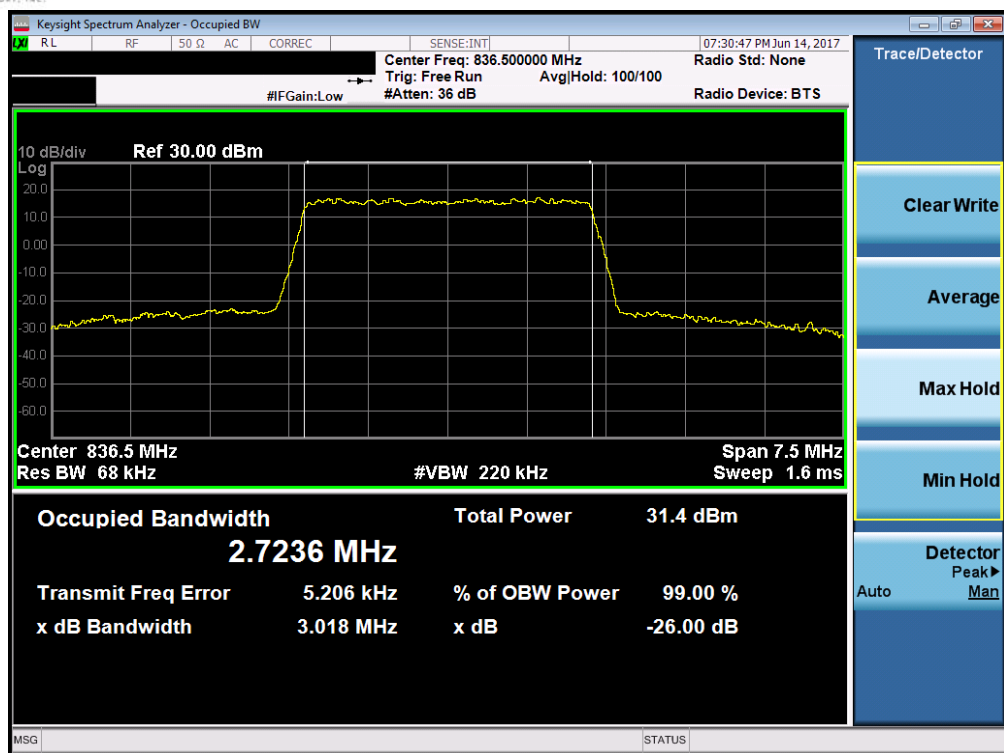 Keysight Spectrum Analyzer - Occupied BW
LXI RL RF 50 Ω AC CORREC SENSE:INT 07:30:47 PM Jun 14, 2017
Center Freq: 836.500000 MHz Radio Std: None
Trig: Free Run Avg|Hold: 100/100
#IFGain:Low #Atten: 36 dB Radio Device: BTS
Trace/Detector
10 dB/div Ref 30.00 dBm
Log
20.0
10.0
0.00
-10.0
-20.0
-30.0
-40.0
-50.0
-60.0
Center 836.5 MHz Span 7.5 MHz
Res BW 68 kHz #VBW 220 kHz Sweep 1.6 ms
Occupied Bandwidth Total Power 31.4 dBm
2.7236 MHz
Transmit Freq Error 5.206 kHz % of OBW Power 99.00 %
x dB Bandwidth 3.018 MHz x dB -26.00 dB
Clear Write
Average
Max Hold
Min Hold
Detector
Peak▶
Auto Man
MSG STATUS